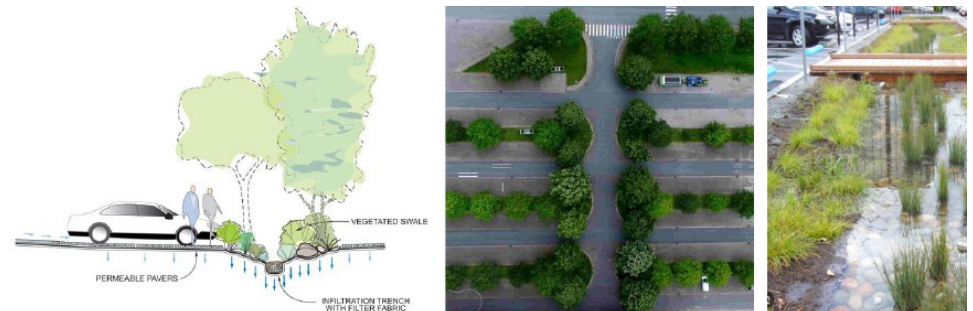 VEGETATED SWALE
PERMEABLE PAVERS
INFILTRATION TRENCH
WITH FILTER FABRIC